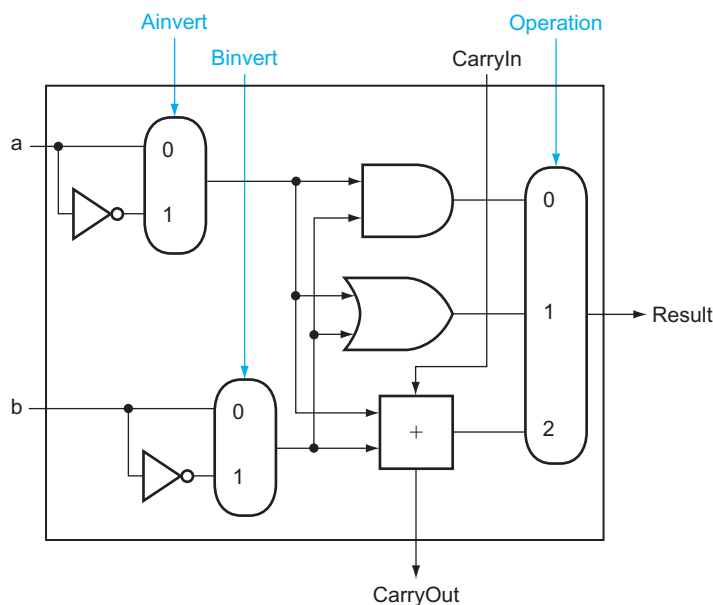 Ainvert
Operation
Binvert
CarryIn
a
0
1
0
1
Result
b
0
1
+
2
CarryOut